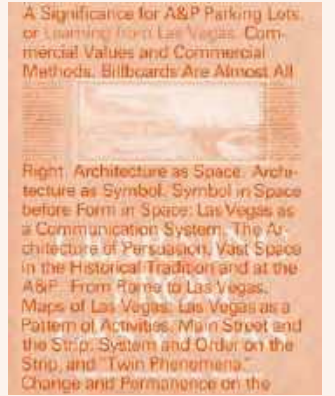 A Significance for A&P Parking Lots,
or Learning from Las Vegas. Com-
mercial Values and Commercial
Methods. Billboards Are Almost All
Right. Architecture as Space. Archi-
tecture as Symbol. Symbol in Space
before Form in Space: Las Vegas as
a Communication System. The Ar-
chitecture of Persuasion. Vast Space
in the Historical Tradition and at the
A&P. From Rome to Las Vegas.
Maps of Las Vegas. Las Vegas as a
Pattern of Activities. Main Street and
the Strip. System and Order on the
Strip, and "Twin Phenomena."
Change and Permanence on the